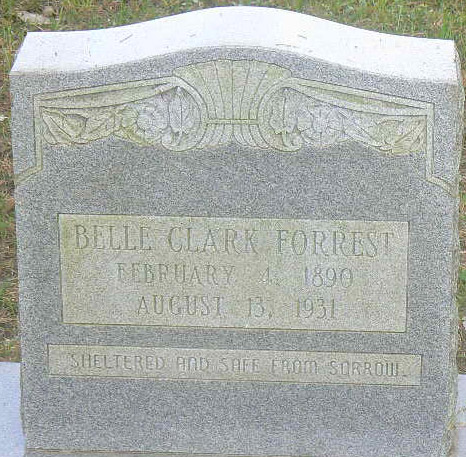 BELLE CLARK FORREST
FEBRUARY 4, 1890
AUGUST 13, 1931
SHELTERED AND SAFE FROM SORROW.